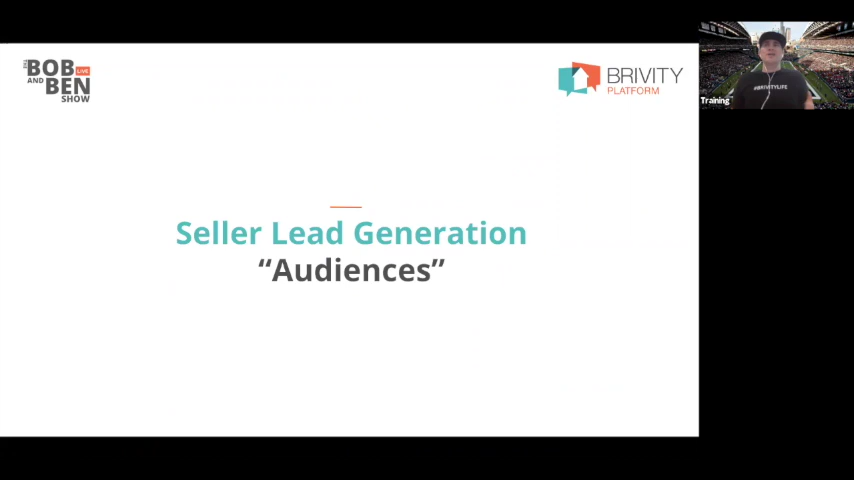 THE BOB LIVE
AND BEN
SHOW
BRIVITY
PLATFORM
Training
#BRIVITYLIFE
Seller Lead Generation
“Audiences”